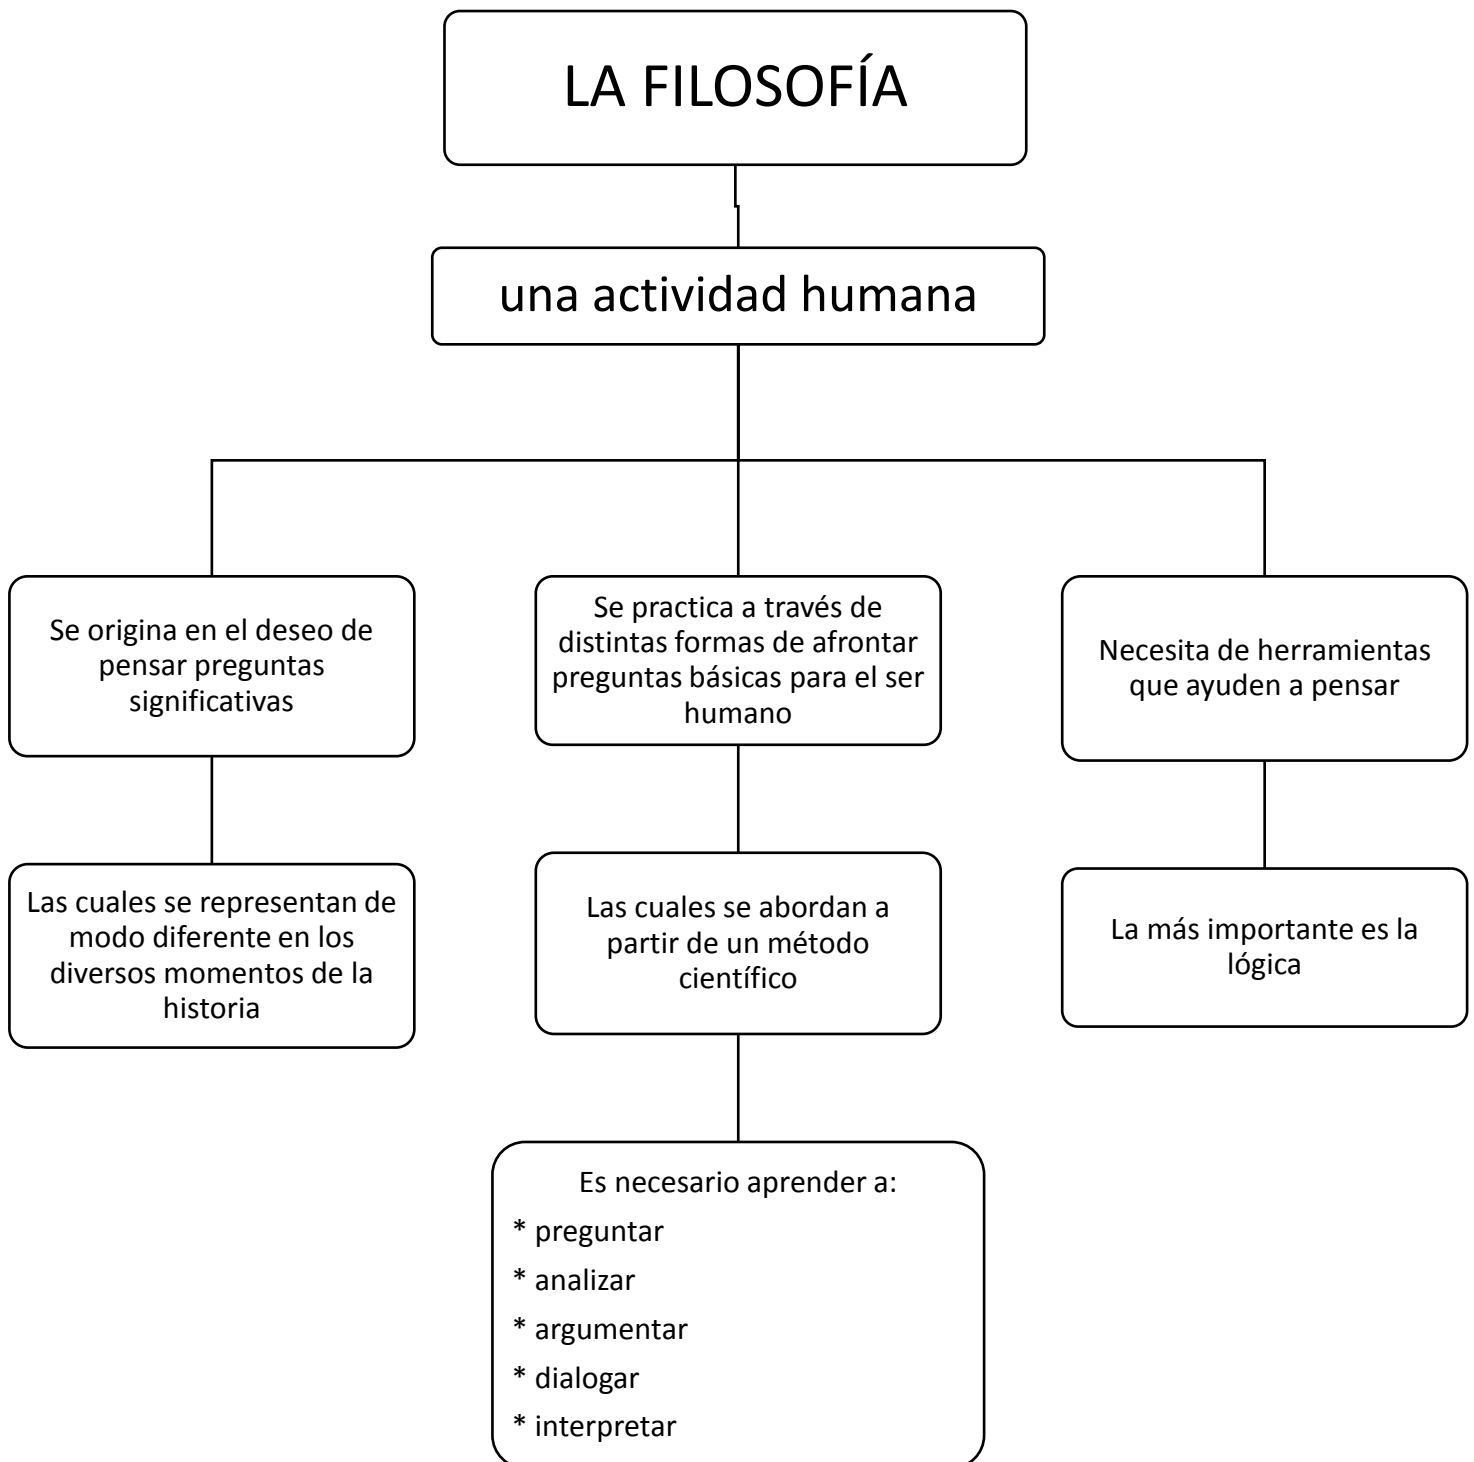 LA FILOSOFÍA
una actividad humana
Se origina en el deseo de
pensar preguntas
significativas
Las cuales se representan de
modo diferente en los
diversos momentos de la
historia
Se practica a través de
distintas formas de afrontar
preguntas básicas para el ser
humano
Las cuales se abordan a
partir de un método
científico
Es necesario aprender a:
* preguntar
* analizar
* argumentar
* dialogar
* interpretar
Necesita de herramientas
que ayuden a pensar
La más importante es la
lógica